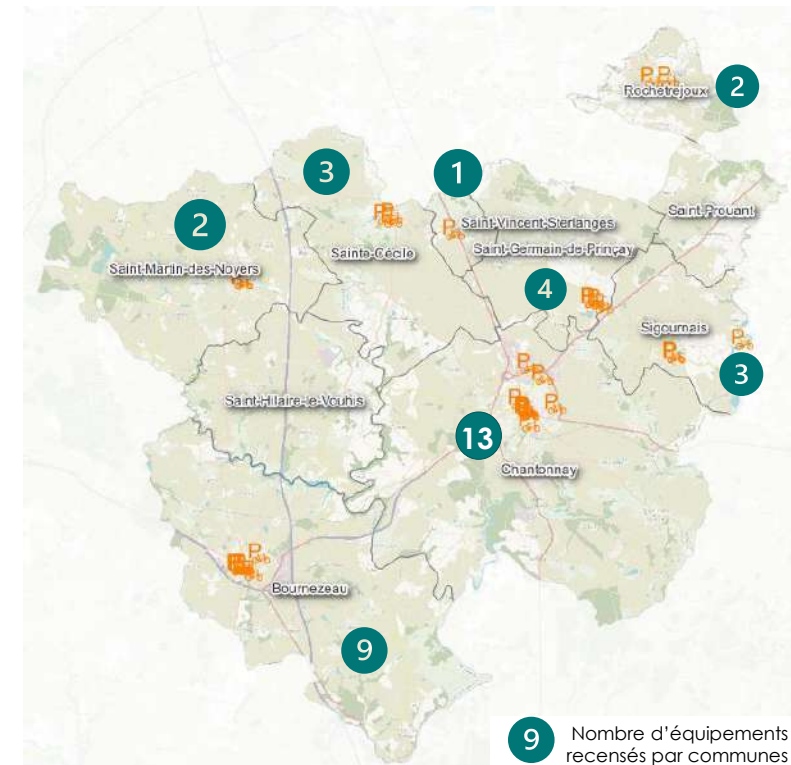 P P
Rochetrejoux
2
3
1
Saint-Prouant
2
P
Saint-Vincent-Sterlanges
Sainte-Cécile
Saint-Germain-de-Prinçay
Saint-Martin-des-Noyers
4
Sigournais
P
P
3
P
P
Saint-Hilaire-le-Vouhis
P
P
13
Chantonnay
P
Bournezeau
9
9
Nombre d'équipements
recensés par communes